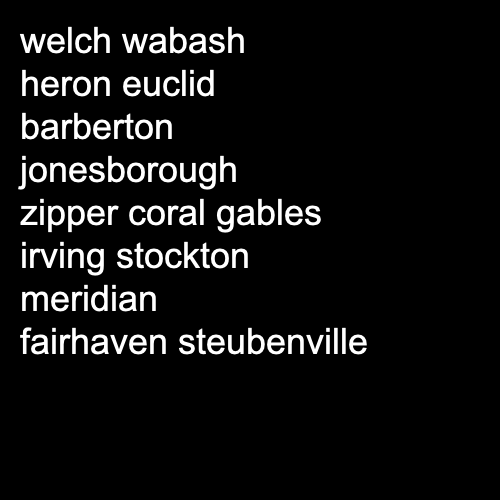 welch wabash
heron euclid
barberton
jonesborough
zipper coral gables
irving stockton
meridian
fairhaven steubenville